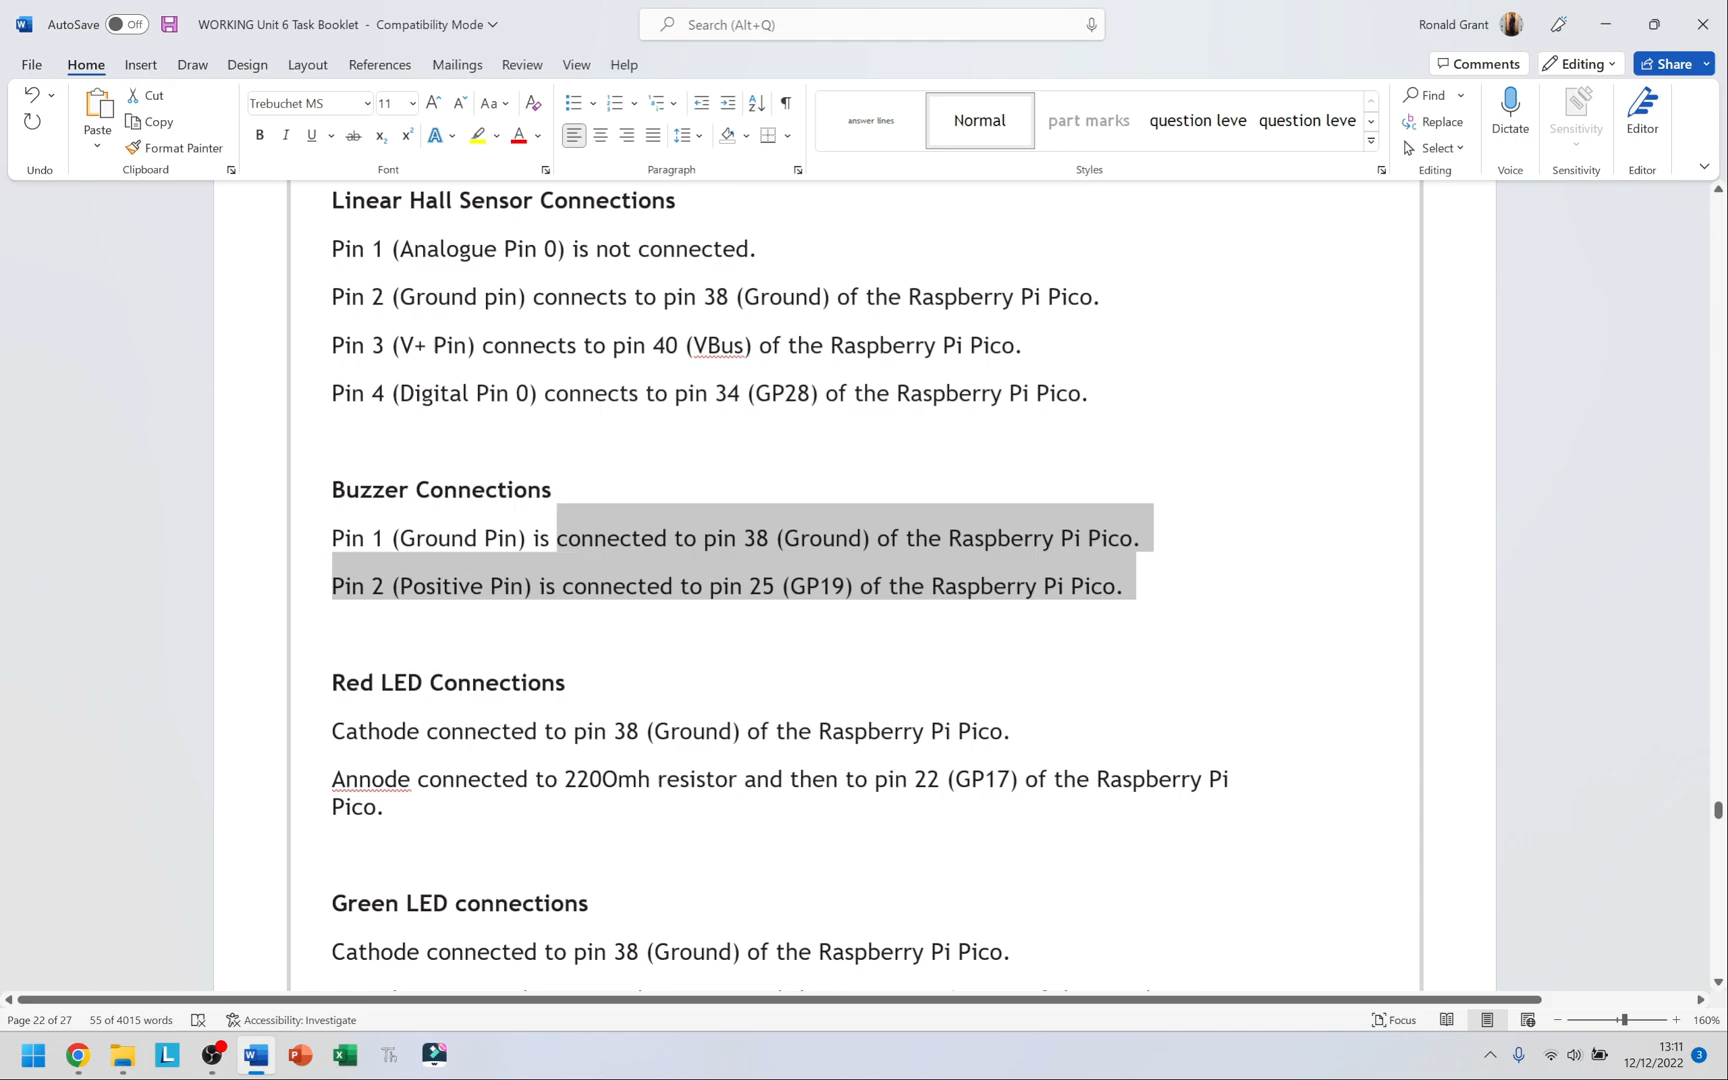 AutoSave Off WORKING Unit 6 Task Booklet - Compatibility Mode Search (Alt+Q) Ronald Grant
File Home Insert Draw Design Layout References Mailings Review View Help Comments Editing Share
Undo
Paste
Cut
Copy
Format Painter
Clipboard
Trebuchet MS 11
Font
Paragraph
answer lines Normal part marks question leve question leve
Styles
Find
Replace
Select
Editing
Dictate
Voice
Sensitivity
Sensitivity
Editor
Editor
Linear Hall Sensor Connections
Pin 1 (Analogue Pin 0) is not connected.
Pin 2 (Ground pin) connects to pin 38 (Ground) of the Raspberry Pi Pico.
Pin 3 (V+ Pin) connects to pin 40 (VBus) of the Raspberry Pi Pico.
Pin 4 (Digital Pin 0) connects to pin 34 (GP28) of the Raspberry Pi Pico.
Buzzer Connections
Pin 1 (Ground Pin) is connected to pin 38 (Ground) of the Raspberry Pi Pico.
Pin 2 (Positive Pin) is connected to pin 25 (GP19) of the Raspberry Pi Pico.
Red LED Connections
Cathode connected to pin 38 (Ground) of the Raspberry Pi Pico.
Annode connected to 220Omh resistor and then to pin 22 (GP17) of the Raspberry Pi
Pico.
Green LED connections
Cathode connected to pin 38 (Ground) of the Raspberry Pi Pico.
Page 22 of 27 55 of 4015 words Accessibility: Investigate Focus 160%
13:11
12/12/2022 3